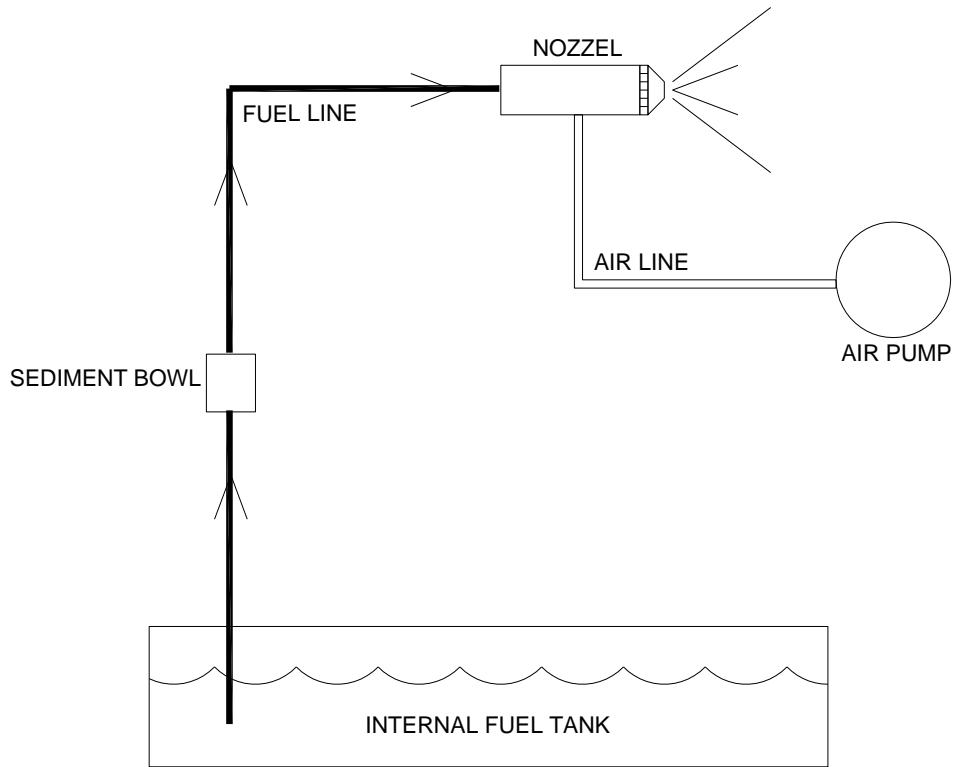 NOZZEL
FUEL LINE
AIR LINE
AIR PUMP
SEDIMENT BOWL
INTERNAL FUEL TANK